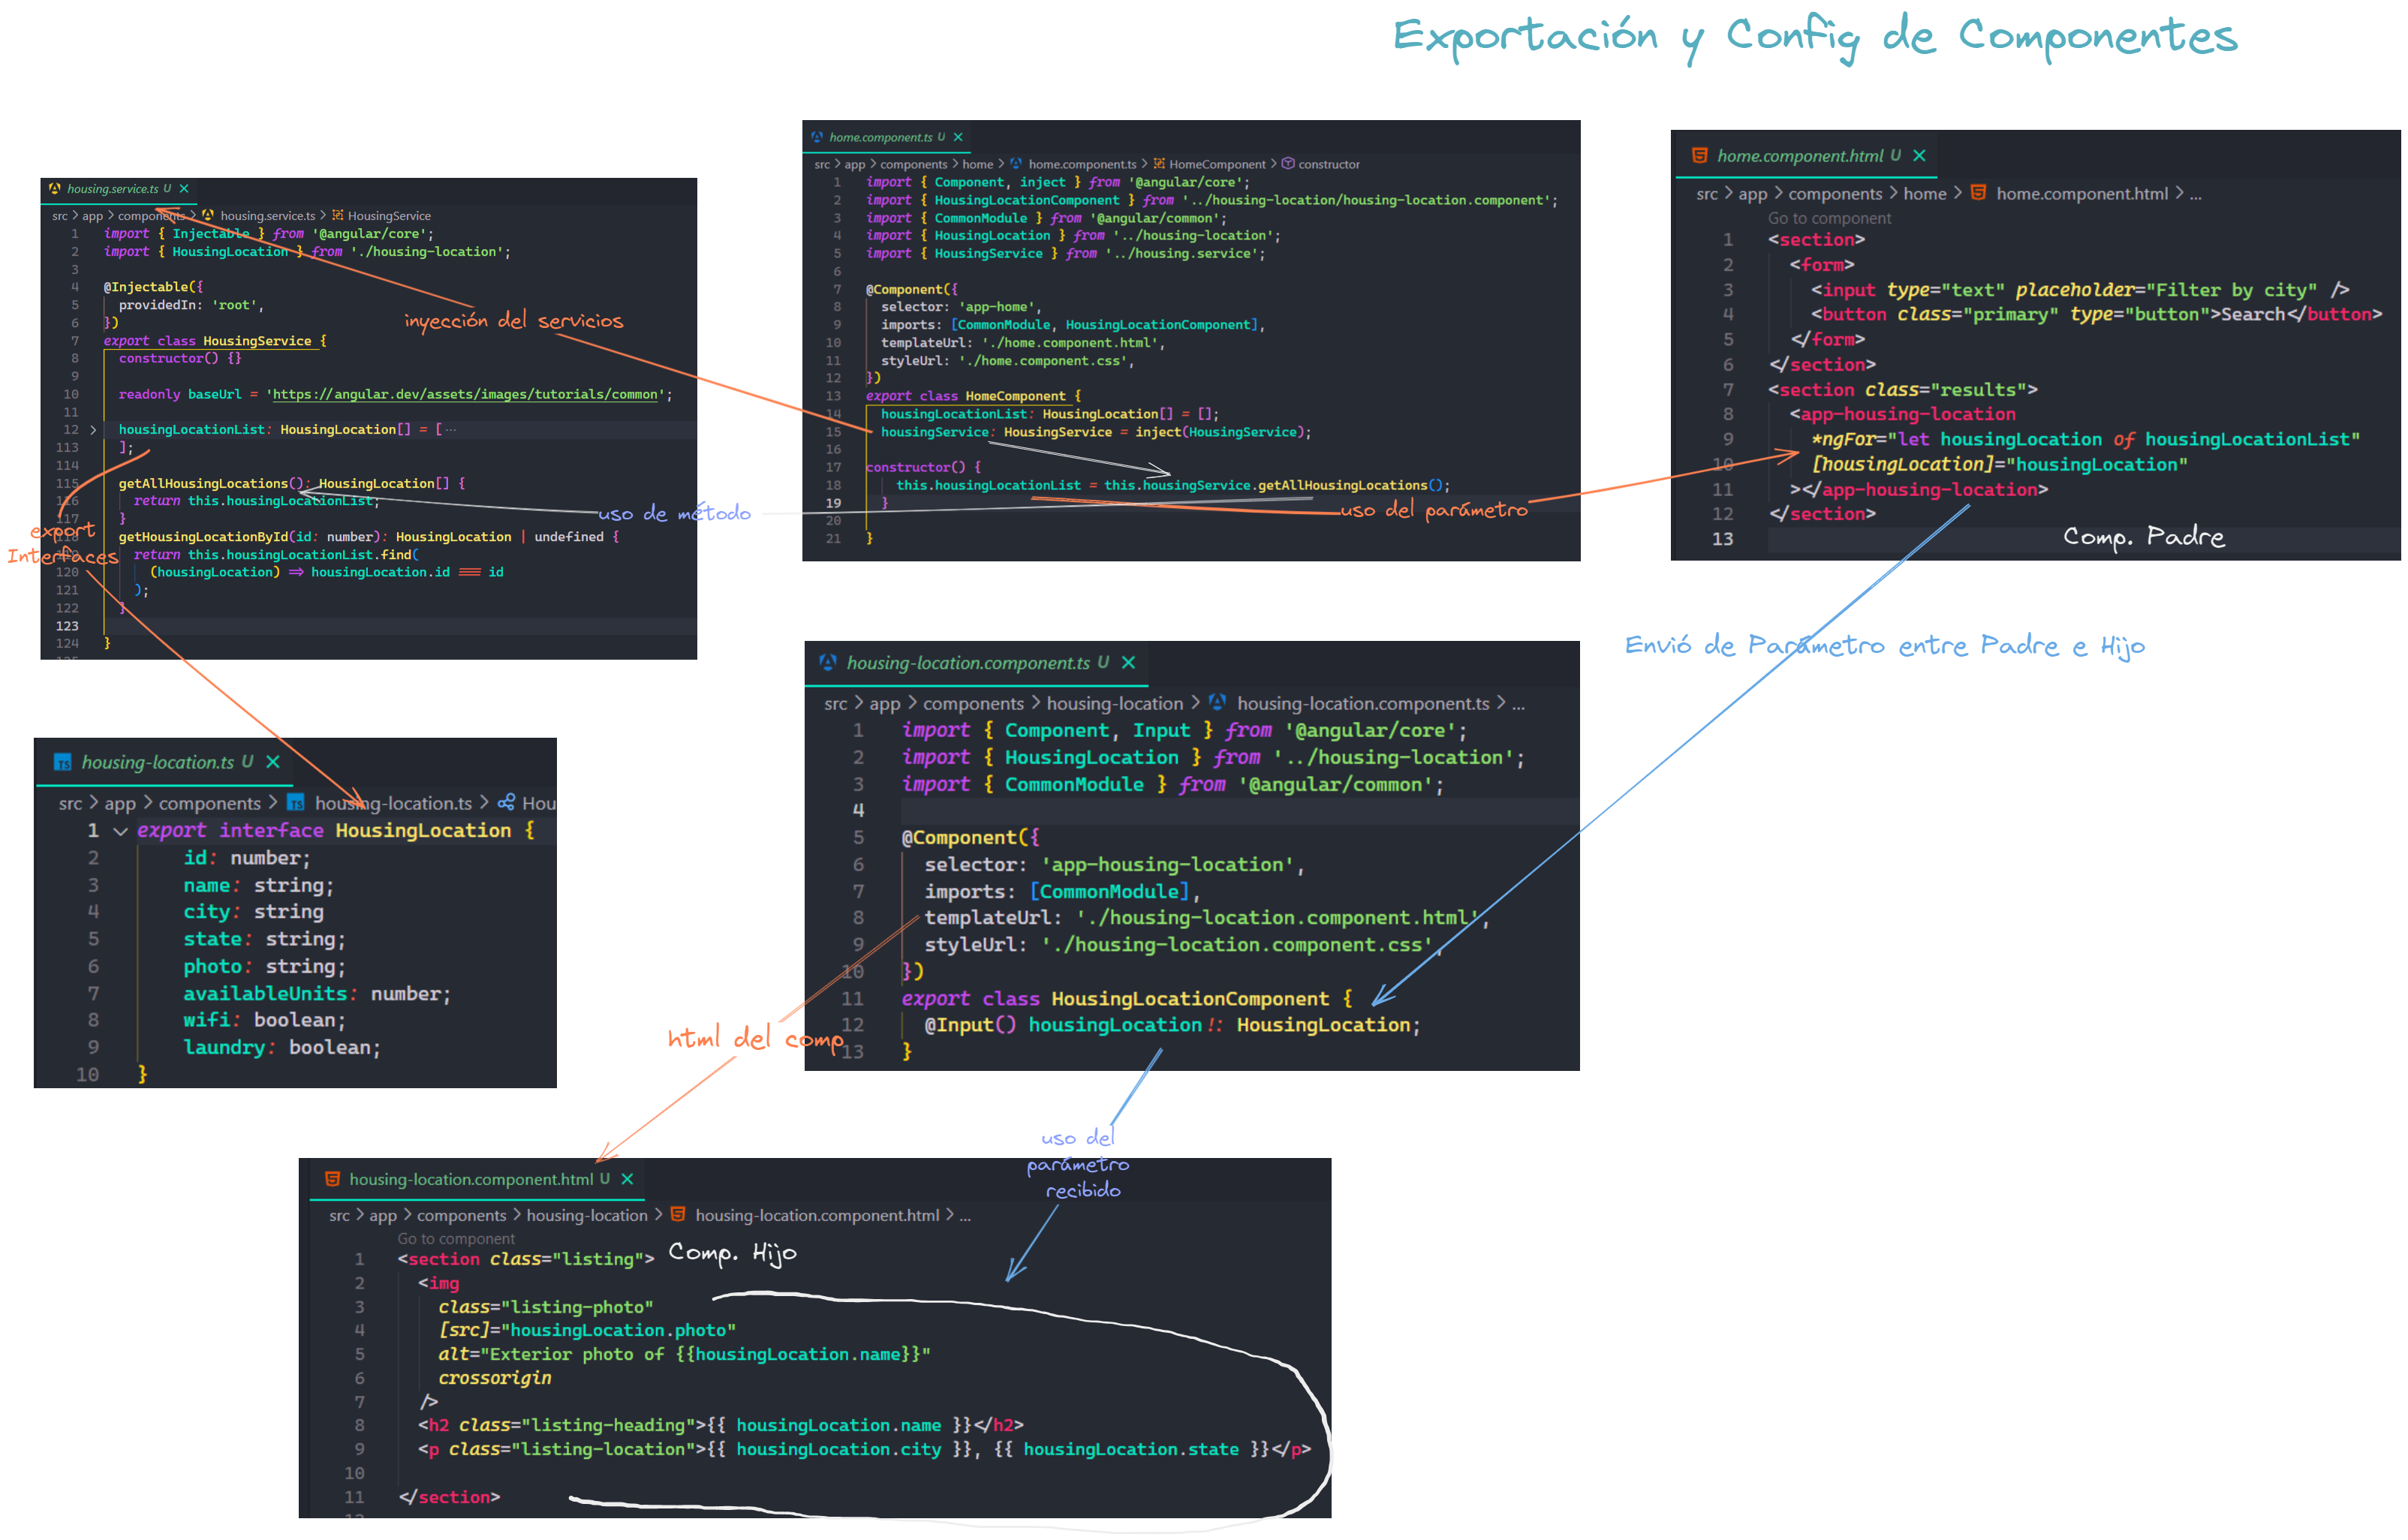 Exportación y Config de Componentes
housing.service.ts U ×
src > app > components > housing.service.ts > HousingService
1 import { Injectable } from '@angular/core';
2 import { HousingLocation } from './housing-location';
3
4 @Injectable({
5 providedIn: 'root',
6 })
7 export class HousingService {
8 constructor() {}
9
10 readonly baseUrl = 'https://angular.dev/assets/images/tutorials/common';
11
12 > housingLocationList: HousingLocation[] = [ ···
113 ];
114
115 getAllHousingLocations(): HousingLocation[] {
116 return this.housingLocationList;
117 }
118 getHousingLocationById(id: number): HousingLocation | undefined {
119 return this.housingLocationList.find(
120 (housingLocation) => housingLocation.id === id
121 );
122 }
123
124 }
125
inyección del servicios
uso de método
export
Interfaces
home.component.ts U ×
src > app > components > home > home.component.ts > HomeComponent > constructor
1 import { Component, inject } from '@angular/core';
2 import { HousingLocationComponent } from '../housing-location/housing-location.component';
3 import { CommonModule } from '@angular/common';
4 import { HousingLocation } from '../housing-location';
5 import { HousingService } from '../housing.service';
6
7 @Component({
8 selector: 'app-home',
9 imports: [CommonModule, HousingLocationComponent],
10 templateUrl: './home.component.html',
11 styleUrl: './home.component.css',
12 })
13 export class HomeComponent {
14 housingLocationList: HousingLocation[] = [];
15 housingService: HousingService = inject(HousingService);
16
17 constructor() {
18 this.housingLocationList = this.housingService.getAllHousingLocations();
19 }
20
21 }
uso del parámetro
home.component.html U ×
src > app > components > home > home.component.html > ...
Go to component
1 <section>
2 <form>
3 <input type="text" placeholder="Filter by city" />
4 <button class="primary" type="button">Search</button>
5 </form>
6 </section>
7 <section class="results">
8 <app-housing-location
9 *ngFor="let housingLocation of housingLocationList"
10 [housingLocation]="housingLocation"
11 ></app-housing-location>
12 </section>
13
Comp. Padre
Envió de Parámetro entre Padre e Hijo
housing-location.ts U ×
src > app > components > housing-location.ts > Hou
1 export interface HousingLocation {
2 id: number;
3 name: string;
4 city: string
5 state: string;
6 photo: string;
7 availableUnits: number;
8 wifi: boolean;
9 laundry: boolean;
10 }
housing-location.component.ts U ×
src > app > components > housing-location > housing-location.component.ts > ...
1 import { Component, Input } from '@angular/core';
2 import { HousingLocation } from '../housing-location';
3 import { CommonModule } from '@angular/common';
4
5 @Component({
6 selector: 'app-housing-location',
7 imports: [CommonModule],
8 templateUrl: './housing-location.component.html',
9 styleUrl: './housing-location.component.css',
10 })
11 export class HousingLocationComponent {
12 @Input() housingLocation!: HousingLocation;
13 }
html del comp
uso del
parámetro
recibido
housing-location.component.html U ×
src > app > components > housing-location > housing-location.component.html > ...
Go to component
1 <section class="listing">
Comp. Hijo
2 <img
3 class="listing-photo"
4 [src]="housingLocation.photo"
5 alt="Exterior photo of {{housingLocation.name}}"
6 crossorigin
7 />
8 <h2 class="listing-heading">{{ housingLocation.name }}</h2>
9 <p class="listing-location">{{ housingLocation.city }}, {{ housingLocation.state }}</p>
10
11 </section>
12